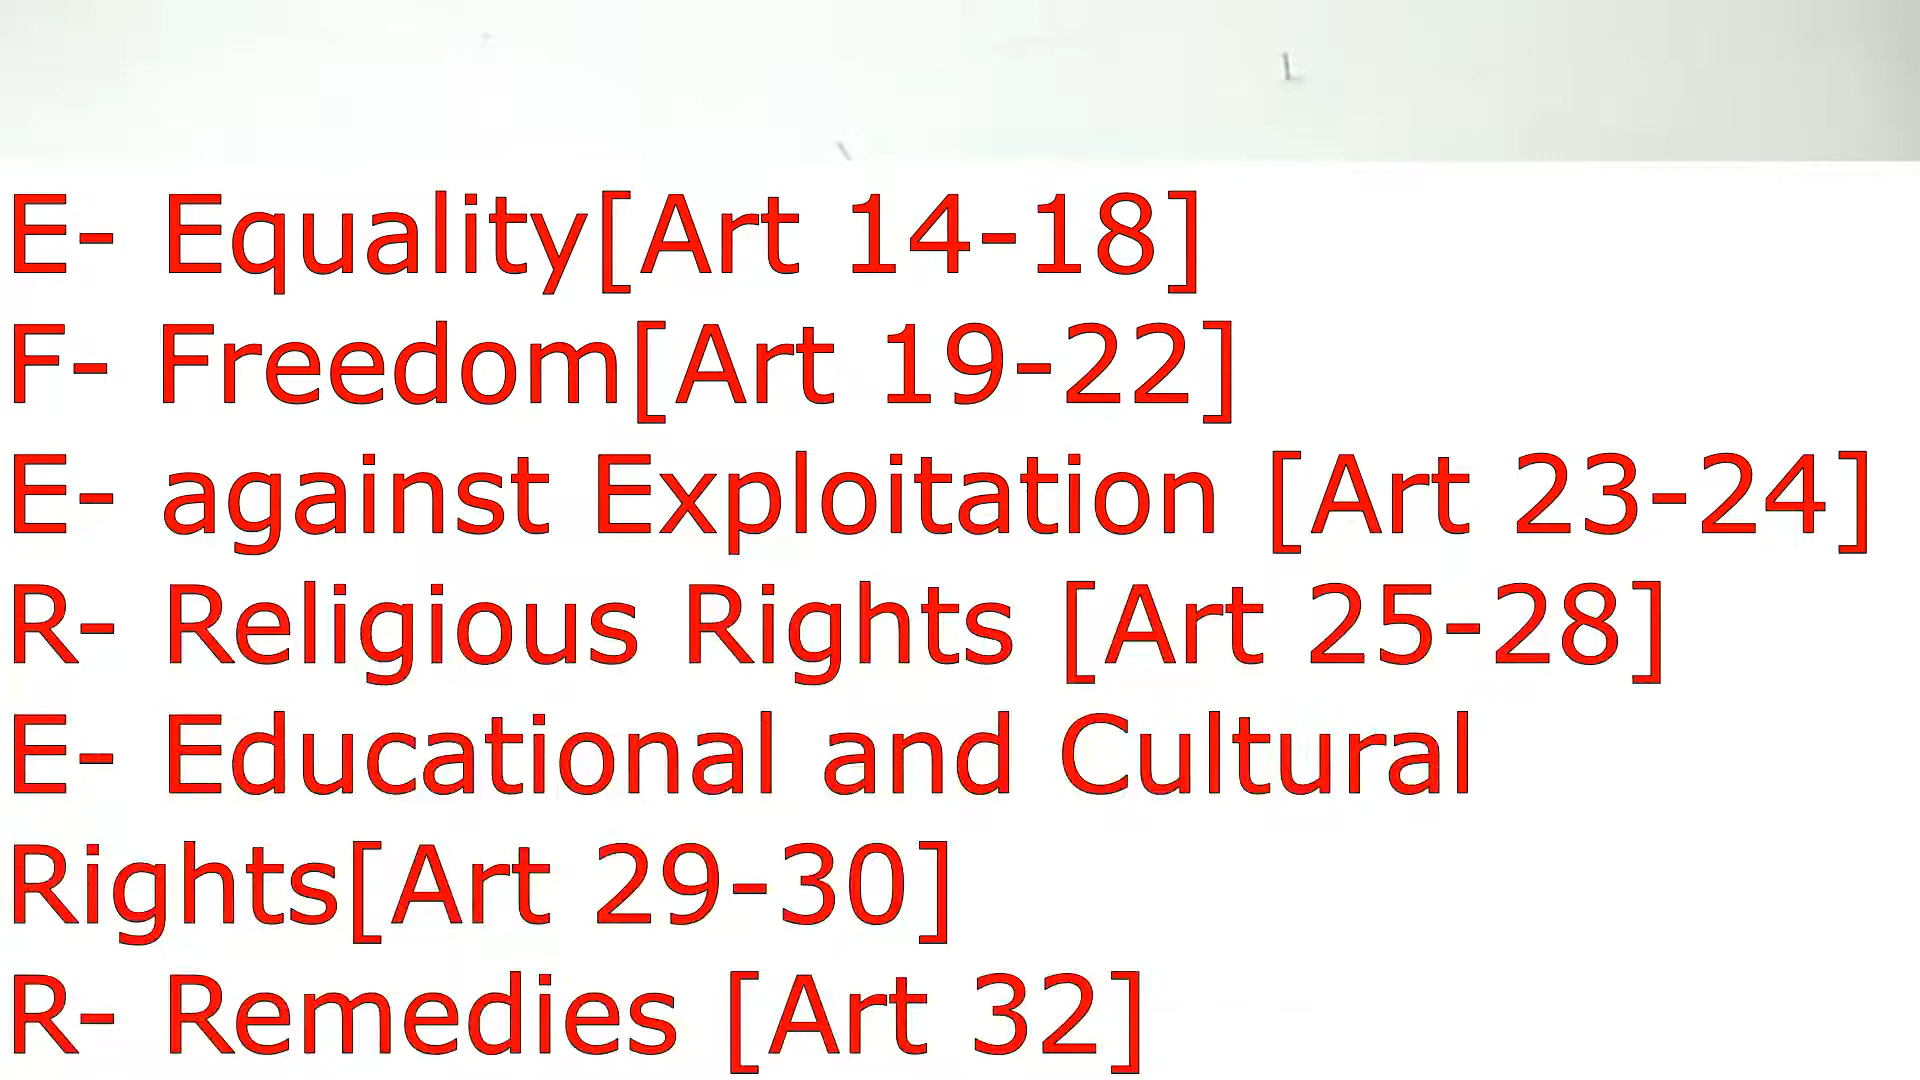 E- Equality[Art 14-18]
F- Freedom[Art 19-22]
E- against Exploitation [Art 23-24]
R- Religious Rights [Art 25-28]
E- Educational and Cultural
Rights[Art 29-30]
R- Remedies [Art 32]